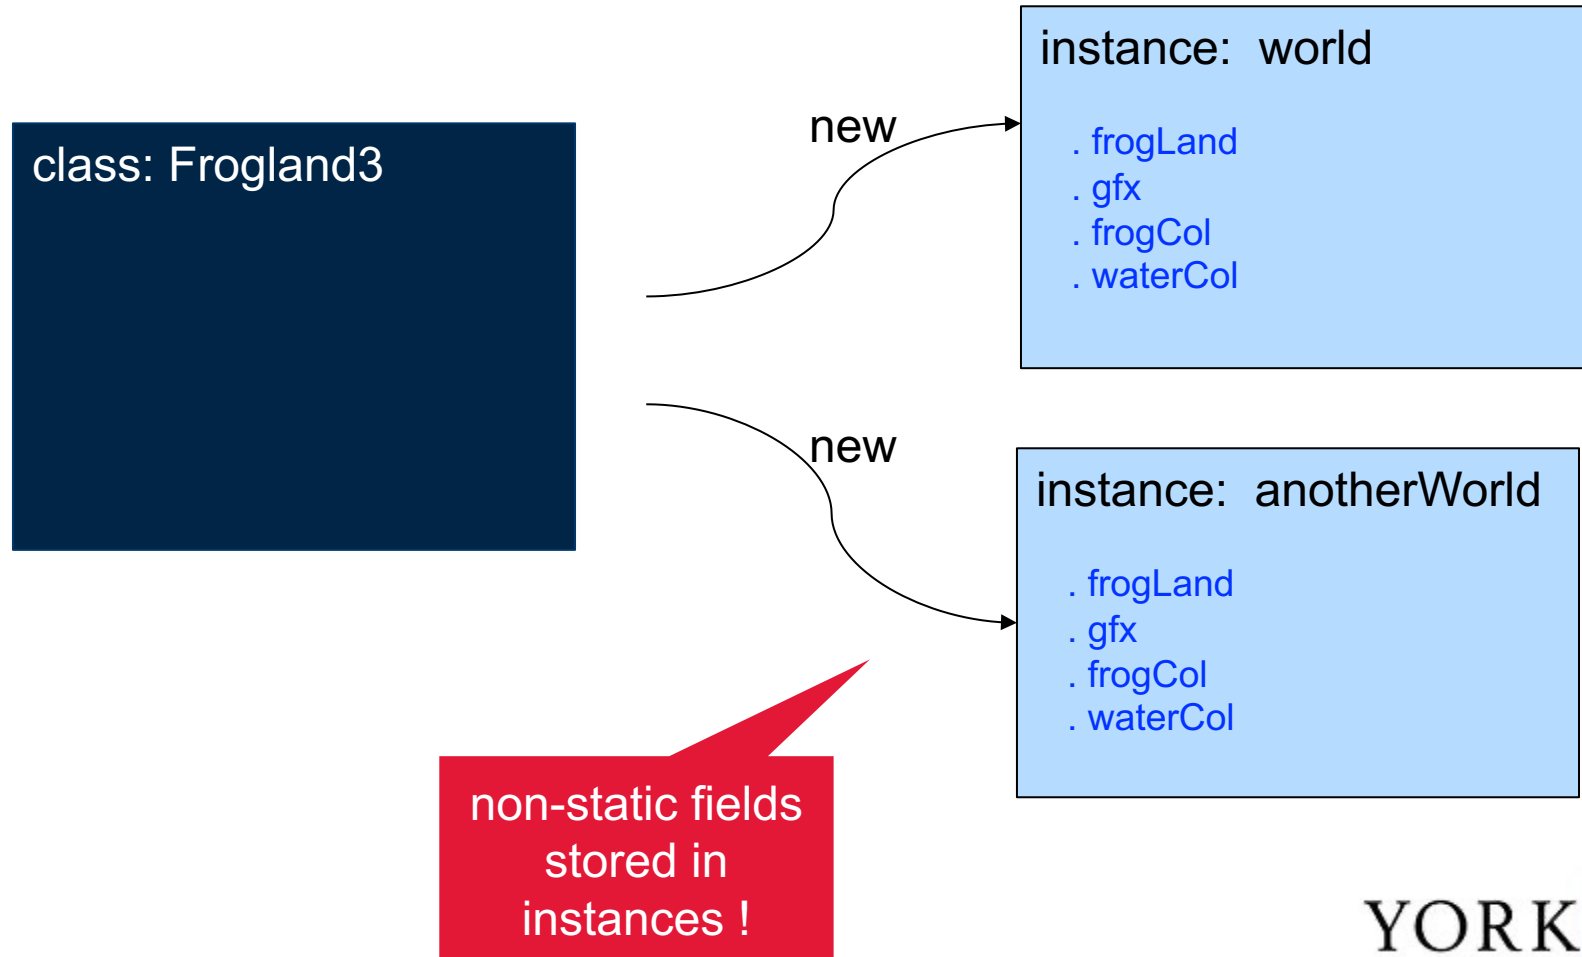 class: Frogland3
new
instance:  world
. frogLand
. gfx
. frogCol
. waterCol
new
instance:  anotherWorld
. frogLand
. gfx
. frogCol
. waterCol
non-static fields
stored in
instances !
YORK